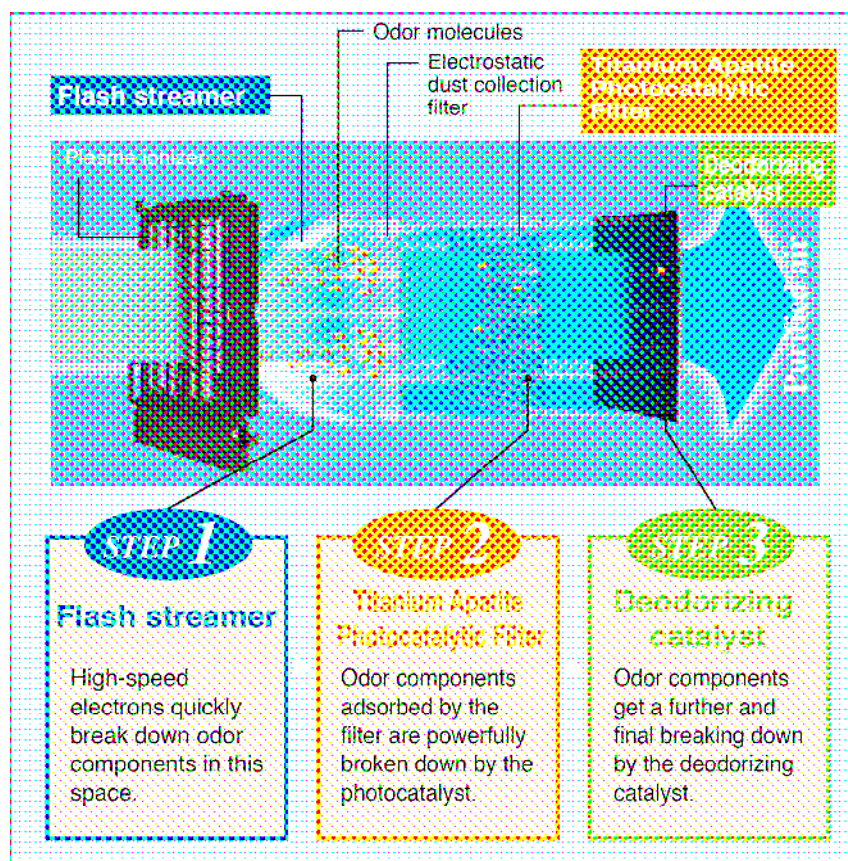 Odor molecules
Electrostatic
dust collection
filter
Titanium Apatite
Photocatalytic
Filter
Flash streamer
Plasma ionizer
Deodorizing
catalyst
Purified air
STEP 1
Flash streamer
High-speed
electrons quickly
break down odor
components in this
space.
STEP 2
Titanium Apatite
Photocatalytic Filter
Odor components
adsorbed by the
filter are powerfully
broken down by the
photocatalyst.
STEP 3
Deodorizing
catalyst
Odor components
get a further and
final breaking down
by the deodorizing
catalyst.